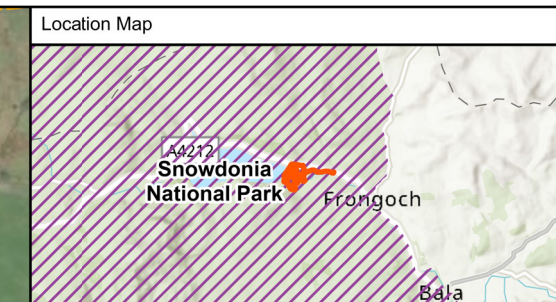 Location Map
A4212
Snowdonia
National Park
Frongoch
Bala